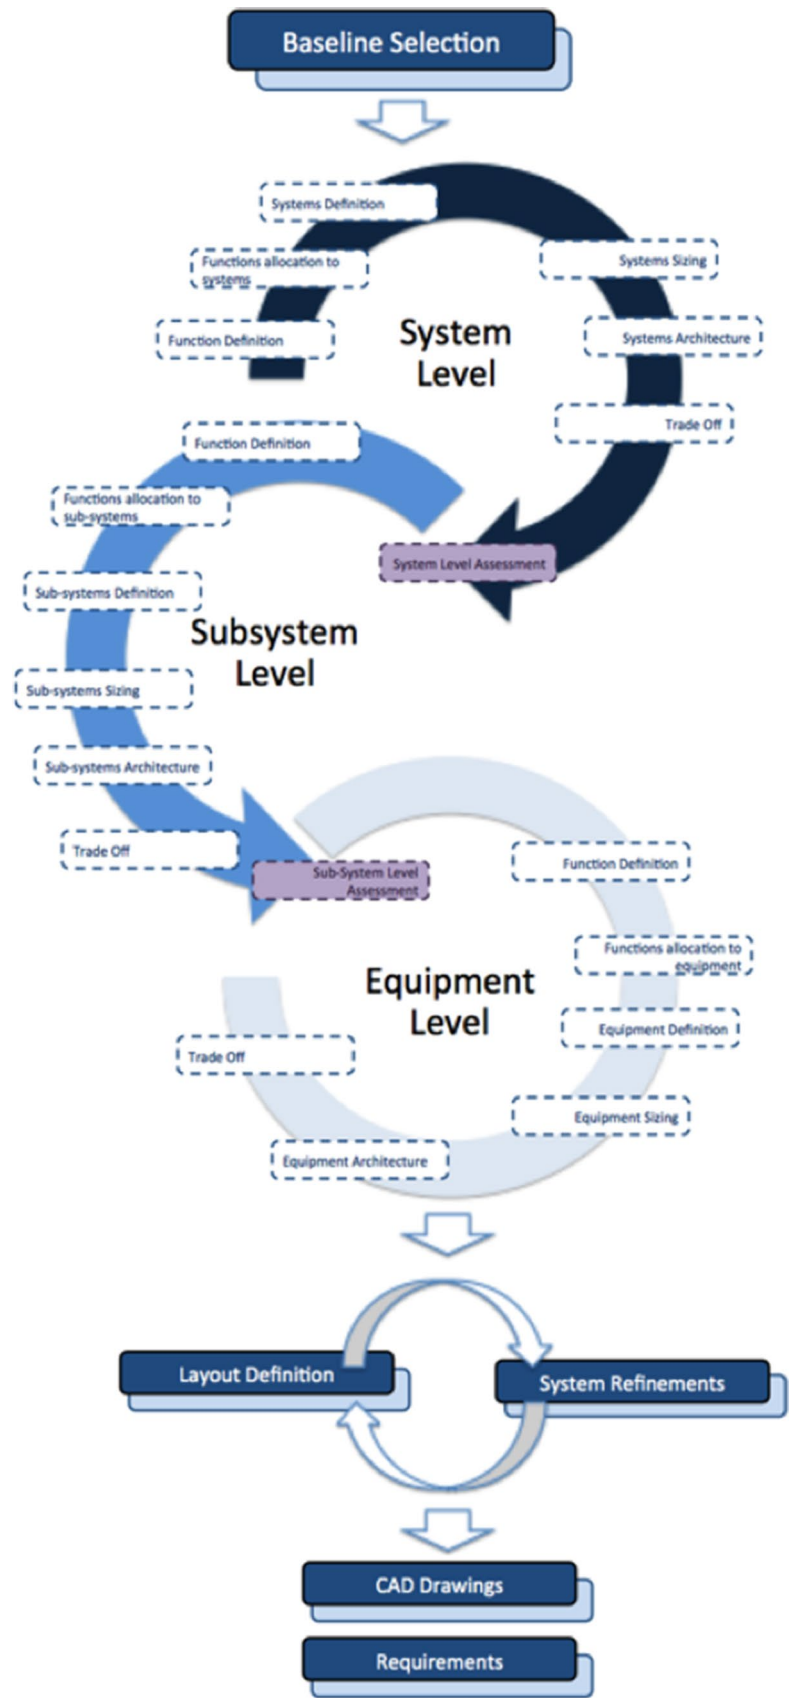 Baseline Selection
Systems Definition
Functions allocation to
systems
Function Definition
Systems Sizing
Systems Architecture
Trade Off
System
Level
System Level Assessment
Function Definition
Functions allocation to
sub-systems
Sub-systems Definition
Sub-systems Sizing
Sub-systems Architecture
Trade Off
Subsystem
Level
Sub-System Level
Assessment
Function Definition
Functions allocation to
equipment
Equipment Definition
Equipment Sizing
Equipment Architecture
Trade Off
Equipment
Level
Layout Definition
System Refinements
CAD Drawings
Requirements